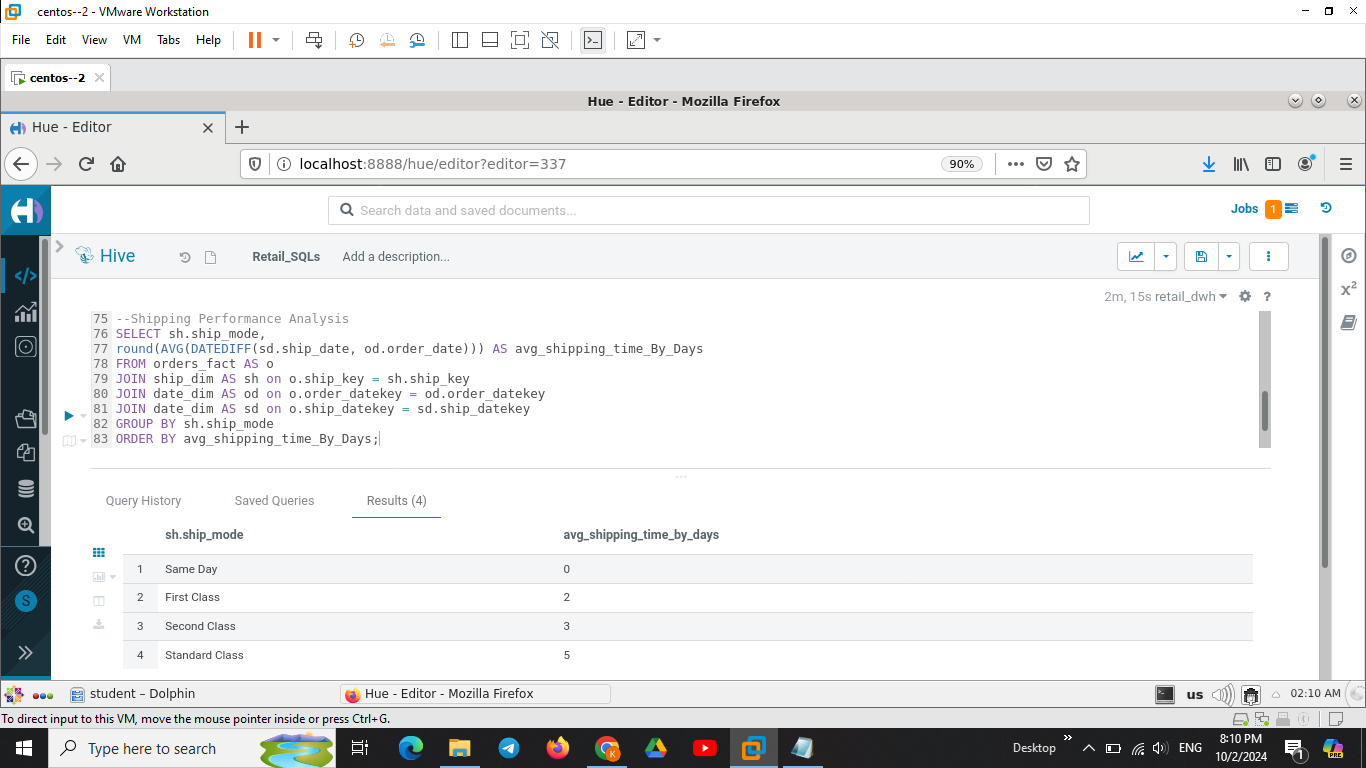 centos--2 - VMware Workstation
File Edit View VM Tabs Help
centos--2
Hue - Editor - Mozilla Firefox
Hue - Editor
localhost:8888/hue/editor?editor=337
90%
Search data and saved documents...
Jobs 1
Hive Retail_SQLs Add a description...
2m, 15s retail_dwh ?
75 --Shipping Performance Analysis
76 SELECT sh.ship_mode,
77 round(AVG(DATEDIFF(sd.ship_date, od.order_date))) AS avg_shipping_time_By_Days
78 FROM orders_fact AS o
79 JOIN ship_dim AS sh on o.ship_key = sh.ship_key
80 JOIN date_dim AS od on o.order_datekey = od.order_datekey
81 JOIN date_dim AS sd on o.ship_datekey = sd.ship_datekey
82 GROUP BY sh.ship_mode
83 ORDER BY avg_shipping_time_By_Days;
Query History Saved Queries Results (4)
sh.ship_mode avg_shipping_time_by_days
1 Same Day 0
2 First Class 2
3 Second Class 3
4 Standard Class 5
S
x²
student – Dolphin
Hue - Editor - Mozilla Firefox
us
02:10 AM
To direct input to this VM, move the mouse pointer inside or press Ctrl+G.
Type here to search
Desktop
ENG
8:10 PM
10/2/2024
1
PRE